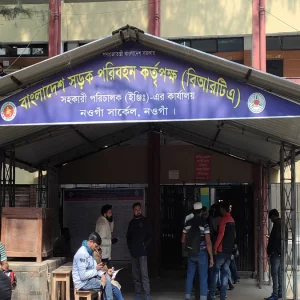 গণপ্রজাতন্ত্রী বাংলাদেশ সরকার
বাংলাদেশ সড়ক পরিবহন কর্তৃপক্ষ (বিআরটিএ)
সহকারী পরিচালক (ইঞ্জিঃ)-এর কার্যালয়
নওগাঁ সার্কেল, নওগাঁ ।